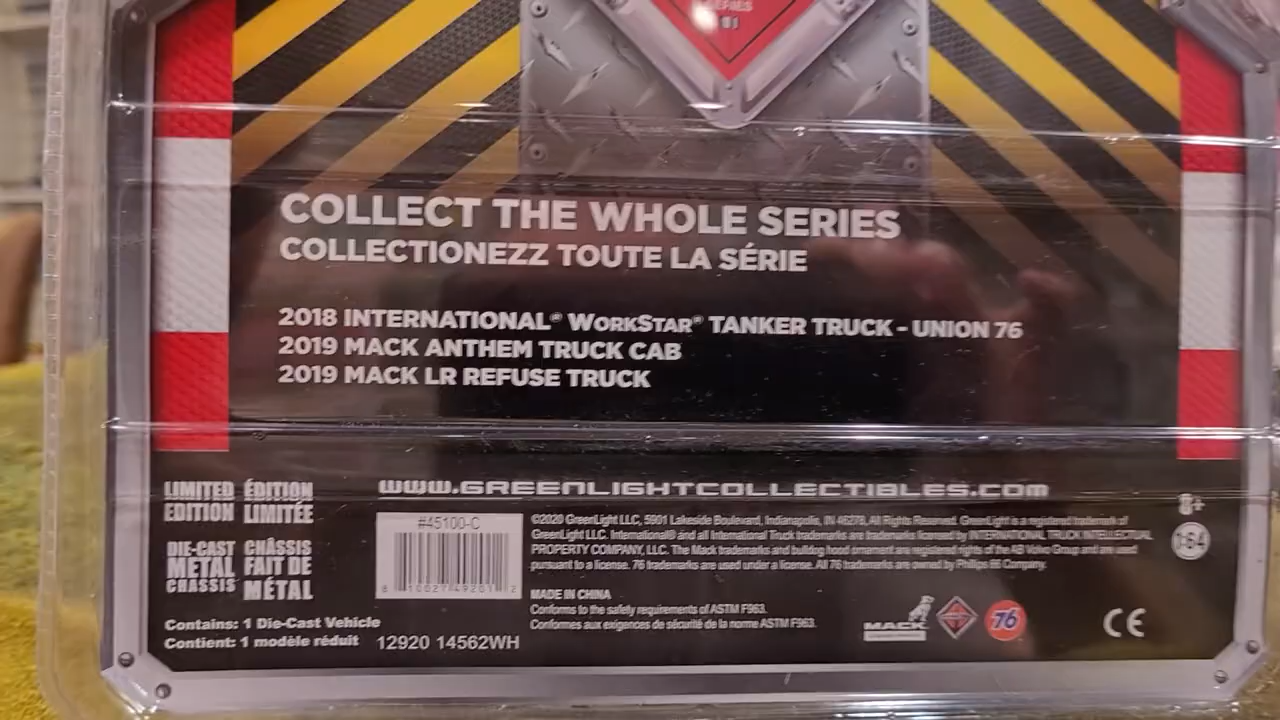 COLLECT THE WHOLE SERIES
COLLECTIONEZZ TOUTE LA SÉRIE
2018 INTERNATIONAL® WORKSTAR® TANKER TRUCK - UNION 76
2019 MACK ANTHEM TRUCK CAB
2019 MACK LR REFUSE TRUCK
LIMITED EDITION
ÉDITION LIMITÉE
DIE-CAST METAL CHASSIS
CHÂSSIS FAIT DE MÉTAL
Contains: 1 Die-Cast Vehicle
Contient: 1 modèle réduit
WWW.GREENLIGHTCOLLECTIBLES.COM
#45100-C
12920 14562WH
©2020 GreenLight LLC, 5901 Lakeside Boulevard, Indianapolis, IN 46278, All Rights Reserved. GreenLight is a registered trademark of
GreenLight LLC. International® and all International Truck trademarks are trademarks licensed by INTERNATIONAL TRUCK INTELLECTUAL
PROPERTY COMPANY, LLC. The Mack trademarks and bulldog hood ornament are registered rights of the AB Volvo Group and are used
pursuant to a license. 76 trademarks are used under a license. All 76 trademarks are owned by Phillips 66 Company.
MADE IN CHINA
Conforms to the safety requirements of ASTM F963.
Conformes aux exigences de sécurité de la norme ASTM F963.
MACK
76
CE
8+
1:64